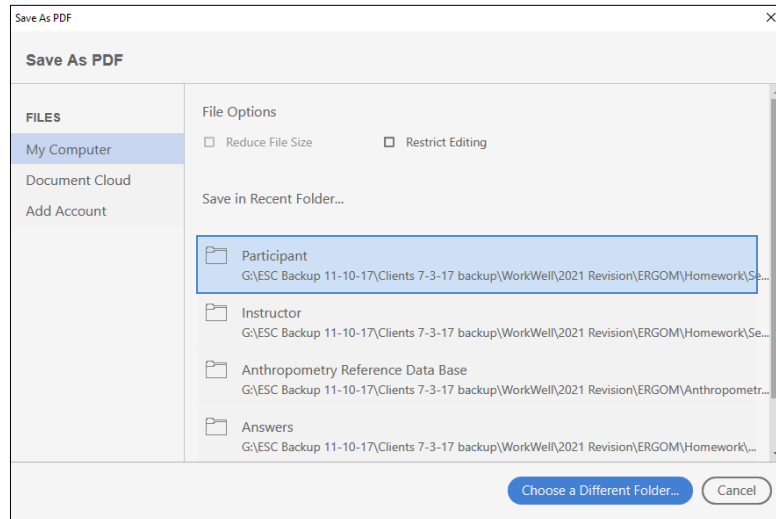 Save As PDF
Save As PDF
FILES
My Computer
Document Cloud
Add Account
File Options
Reduce File Size
Restrict Editing
Save in Recent Folder...
Participant
G:\ESC Backup 11-10-17\Clients 7-3-17 backup\WorkWell\2021 Revision\ERGOM\Homework\Se...
Instructor
G:\ESC Backup 11-10-17\Clients 7-3-17 backup\WorkWell\2021 Revision\ERGOM\Homework\Se...
Anthropometry Reference Data Base
G:\ESC Backup 11-10-17\Clients 7-3-17 backup\WorkWell\2021 Revision\ERGOM\Anthropometr...
Answers
G:\ESC Backup 11-10-17\Clients 7-3-17 backup\WorkWell\2021 Revision\ERGOM\Homework\...
Choose a Different Folder...
Cancel